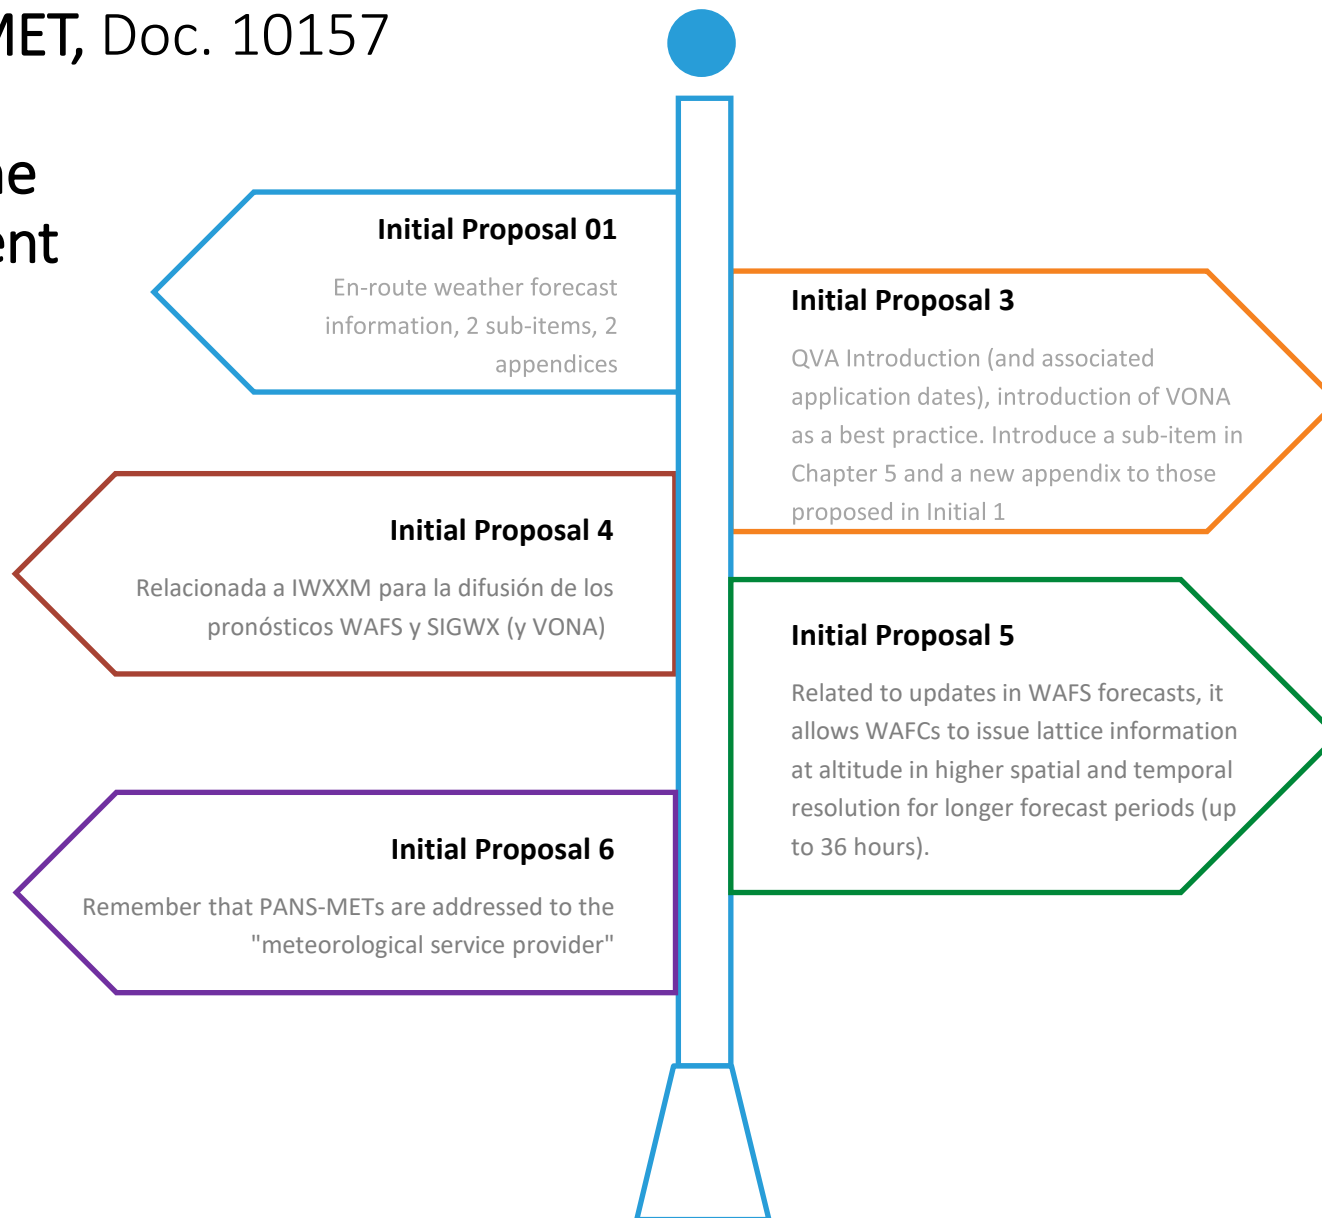 MET, Doc. 10157
ne
ent
Initial Proposal 01
En-route weather forecast
information, 2 sub-items, 2
appendices
Initial Proposal 3
QVA Introduction (and associated
application dates), introduction of VONA
as a best practice. Introduce a sub-item in
Chapter 5 and a new appendix to those
proposed in Initial 1
Initial Proposal 4
Relacionada a IWXXM para la difusión de los
pronósticos WAFS y SIGWX (y VONA)
Initial Proposal 5
Related to updates in WAFS forecasts, it
allows WAFCs to issue lattice information
at altitude in higher spatial and temporal
resolution for longer forecast periods (up
to 36 hours).
Initial Proposal 6
Remember that PANS-METs are addressed to the
"meteorological service provider"